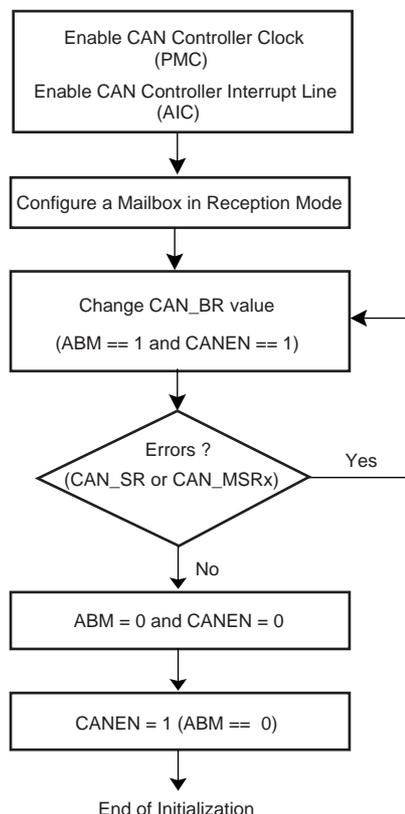 Enable CAN Controller Clock
(PMC)
Enable CAN Controller Interrupt Line
(AIC)
Configure a Mailbox in Reception Mode
Change CAN_BR value
(ABM == 1 and CANEN == 1)
Errors ?
(CAN_SR or CAN_MSRx)
Yes
No
ABM = 0 and CANEN = 0
CANEN = 1 (ABM == 0)
End of Initialization